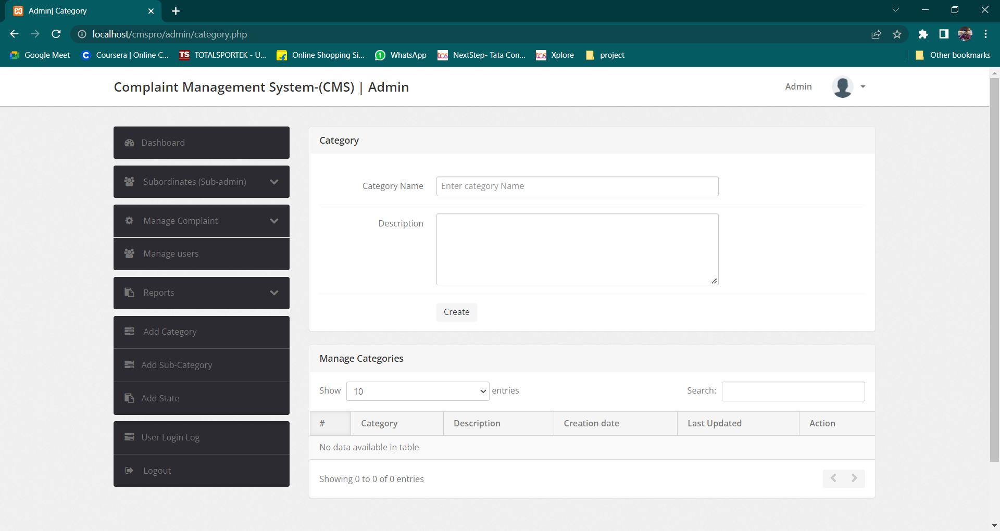 Admin| Category
localhost/cmspro/admin/category.php
Google Meet
Coursera | Online C...
TS TOTALSPORTEK - U...
Online Shopping Si...
1 WhatsApp
tcs NextStep- Tata Con...
tcs Xplore
project
Other bookmarks
Complaint Management System-(CMS) | Admin
Admin
Dashboard
Subordinates (Sub-admin)
Manage Complaint
Manage users
Reports
Add Category
Add Sub-Category
Add State
User Login Log
Logout
Category
Category Name Enter category Name
Description
Create
Manage Categories
Show 10 entries Search:
# Category Description Creation date Last Updated Action
No data available in table
Showing 0 to 0 of 0 entries